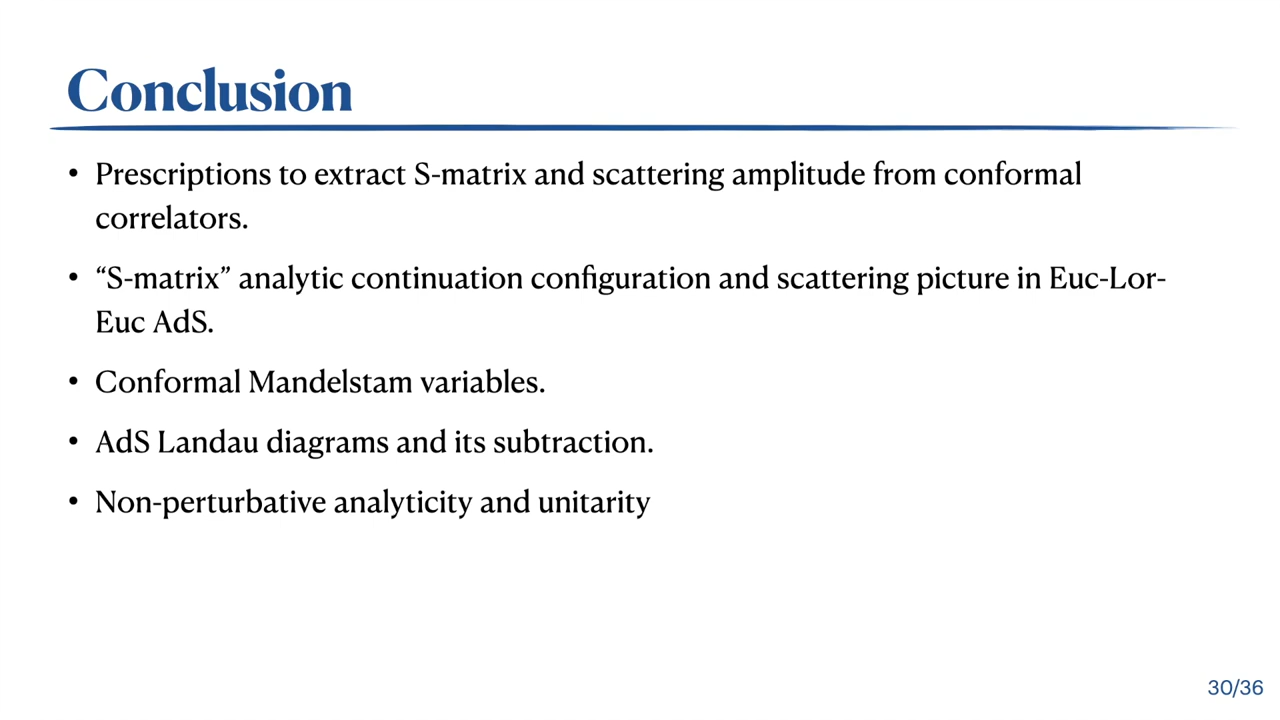 Conclusion
• Prescriptions to extract S-matrix and scattering amplitude from conformal
correlators.
• “S-matrix” analytic continuation configuration and scattering picture in Euc-Lor-
Euc AdS.
• Conformal Mandelstam variables.
• AdS Landau diagrams and its subtraction.
• Non-perturbative analyticity and unitarity
30/36